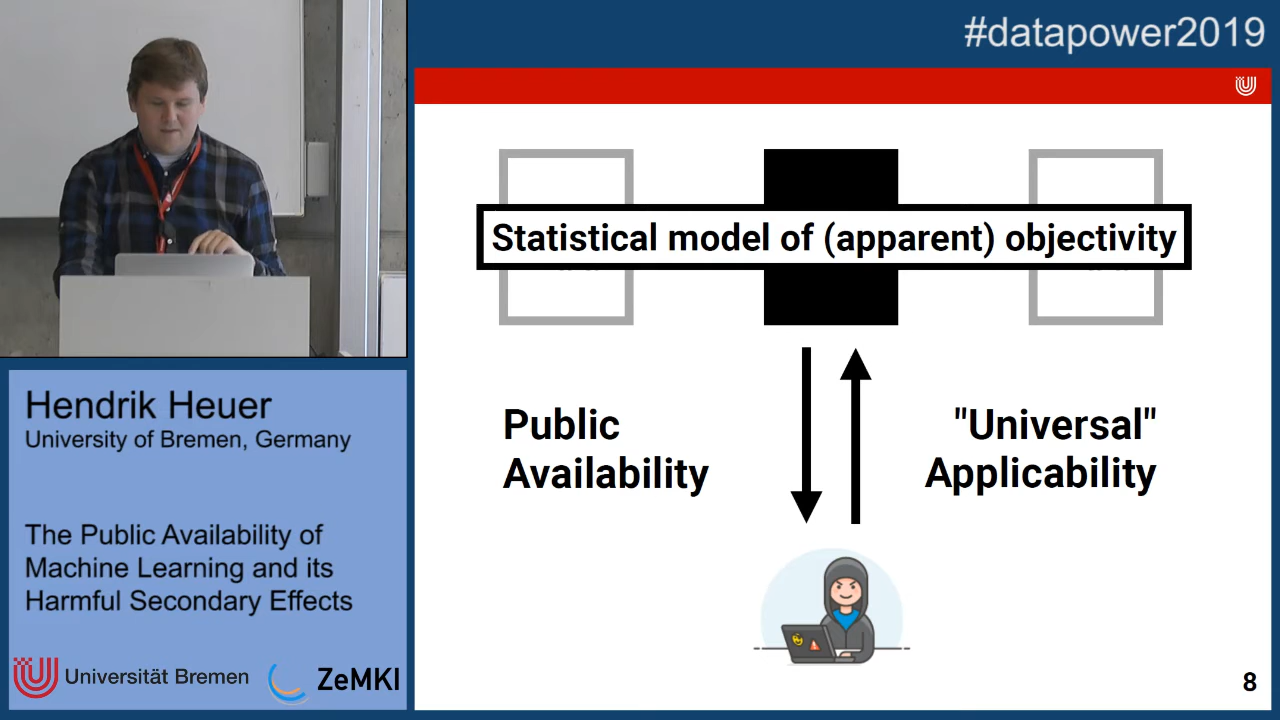 #datapower2019
Statistical model of (apparent) objectivity
Public
Availability
"Universal"
Applicability
8
Hendrik Heuer
University of Bremen, Germany
The Public Availability of
Machine Learning and its
Harmful Secondary Effects
Universität Bremen
ZeMKI